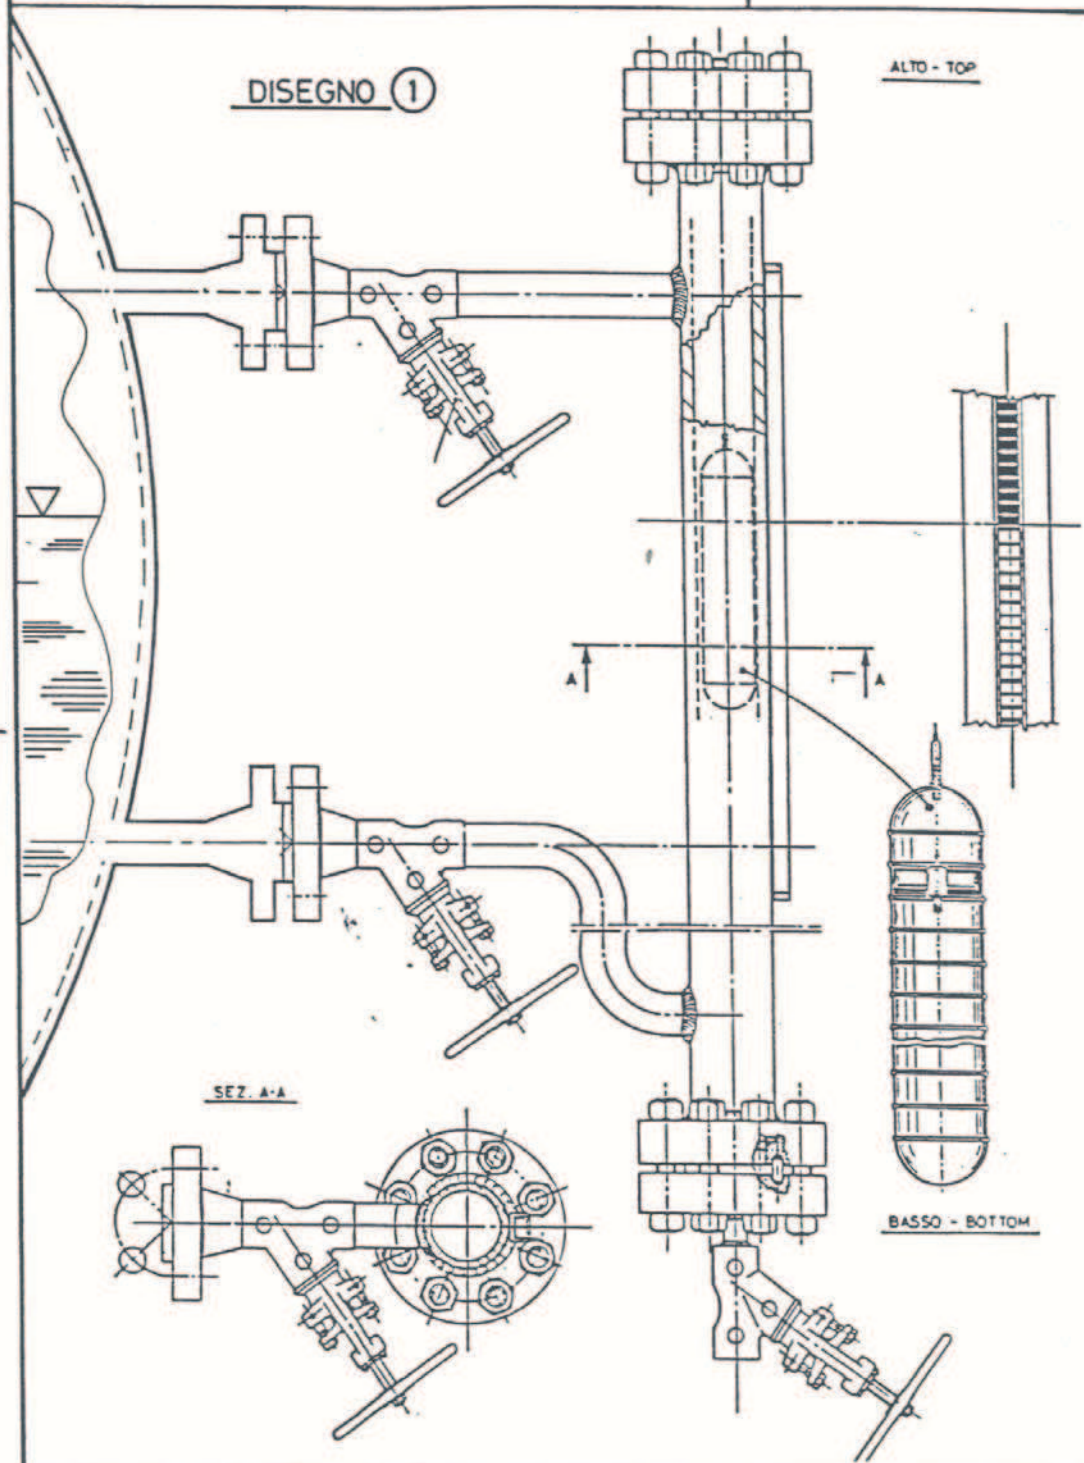 DISEGNO 1
ALTO - TOP
A A
SEZ. A-A
BASSO - BOTTOM